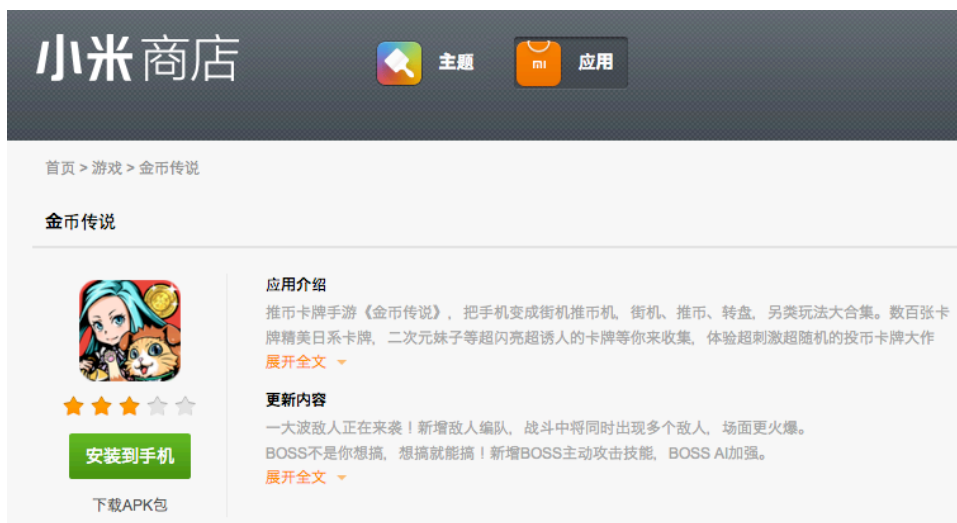 小米商店
主题
mi
应用
首页 > 游戏 > 金币传说
金币传说
应用介绍
推币卡牌手游《金币传说》，把手机变成街机推币机，街机、推币、转盘，另类玩法大合集。数百张卡
牌精美日系卡牌，二次元妹子等超闪亮超诱人的卡牌等你来收集，体验超刺激超随机的投币卡牌大作
展开全文
更新内容
一大波敌人正在来袭！新增敌人编队，战斗中将同时出现多个敌人，场面更火爆。
BOSS不是你想搞，想搞就能搞！新增BOSS主动攻击技能，BOSS AI加强。
展开全文
安装到手机
下载APK包